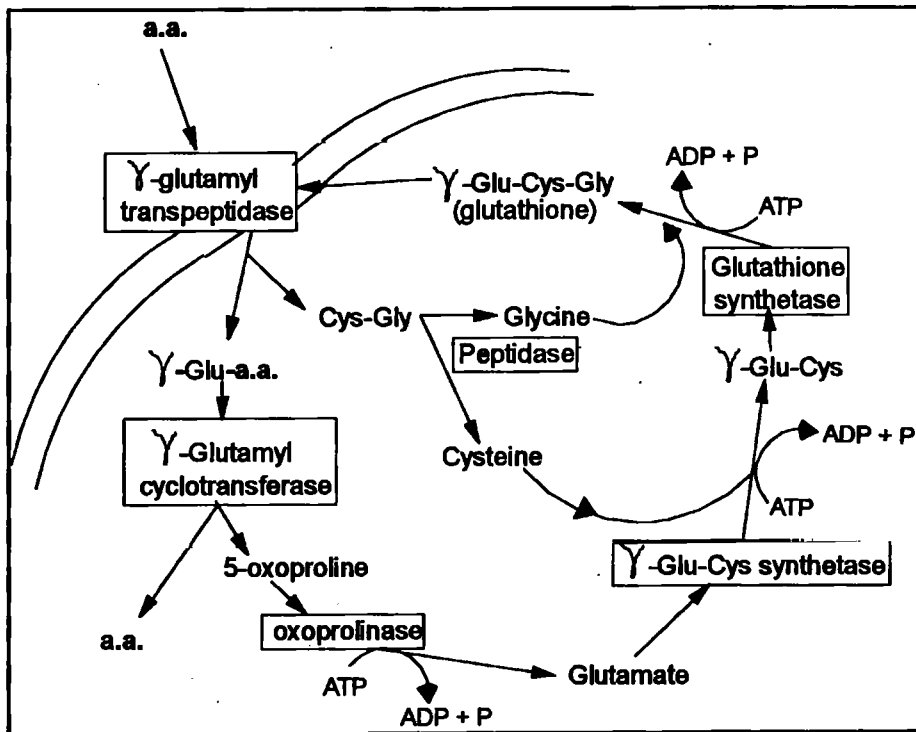 a.a.
γ-glutamyl
transpeptidase
γ-Glu-Cys-Gly
(glutathione)
ADP + P
ATP
Glutathione
synthetase
Cys-Gly
Glycine
Peptidase
γ-Glu-a.a.
γ-Glu-Cys
γ-Glutamyl
cyclotransferase
Cysteine
ADP + P
ATP
5-oxoproline
γ-Glu-Cys synthetase
a.a.
oxoprolinase
Glutamate
ATP
ADP + P